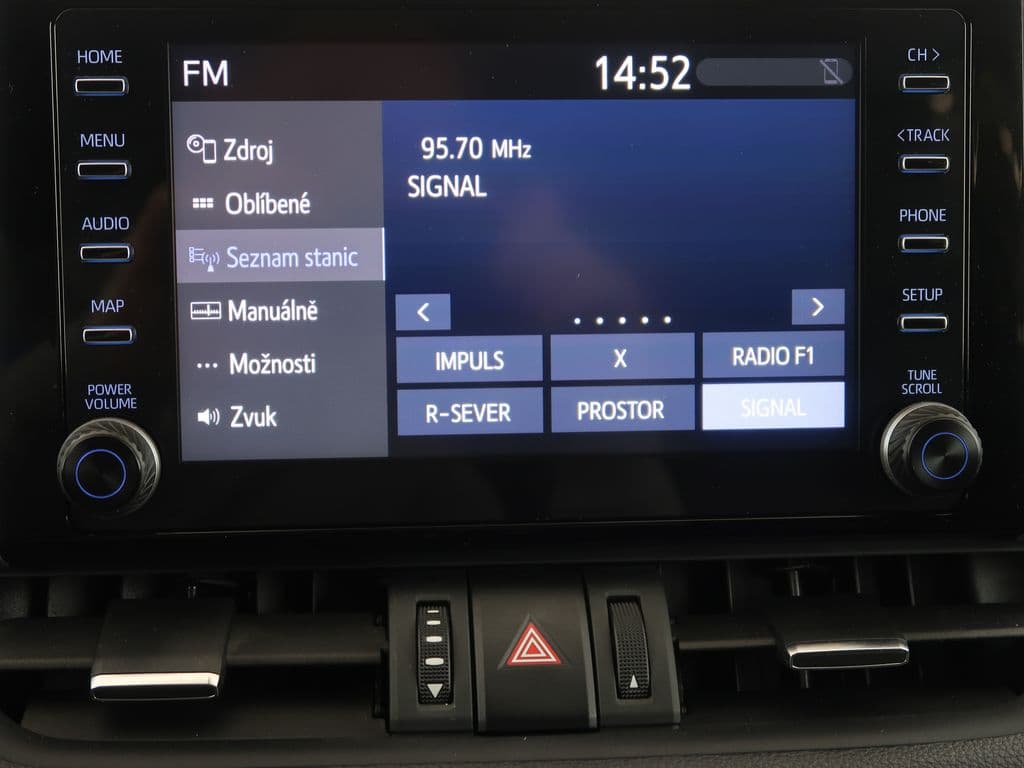 HOME
MENU
AUDIO
MAP
POWER
VOLUME
FM
14:52
Zdroj
Oblíbené
Seznam stanic
Manuálně
Možnosti
Zvuk
95.70 MHz
SIGNAL
<
>
IMPULS
X
RADIO F1
R-SEVER
PROSTOR
SIGNAL
CH >
<TRACK
PHONE
SETUP
TUNE
SCROLL